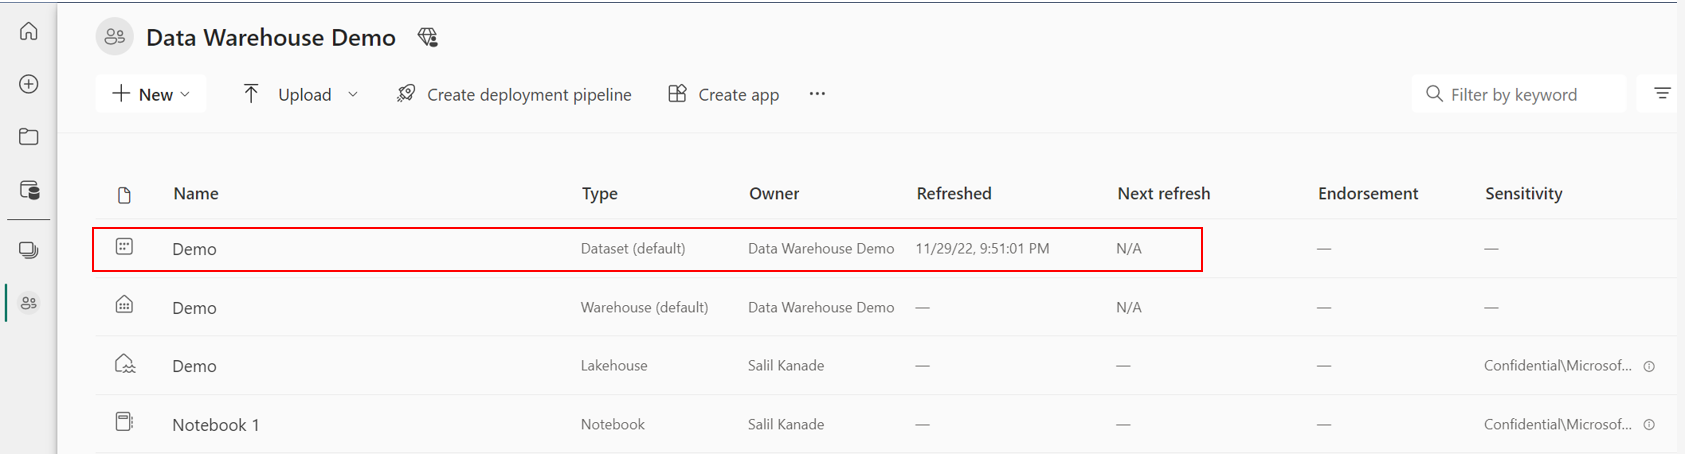 Data Warehouse Demo
New Upload Create deployment pipeline Create app ... Filter by keyword
Name Type Owner Refreshed Next refresh Endorsement Sensitivity
Demo Dataset (default) Data Warehouse Demo 11/29/22, 9:51:01 PM N/A — —
Demo Warehouse (default) Data Warehouse Demo — N/A — —
Demo Lakehouse Salil Kanade — — — Confidential\Microsof...
Notebook 1 Notebook Salil Kanade — — — Confidential\Microsof...